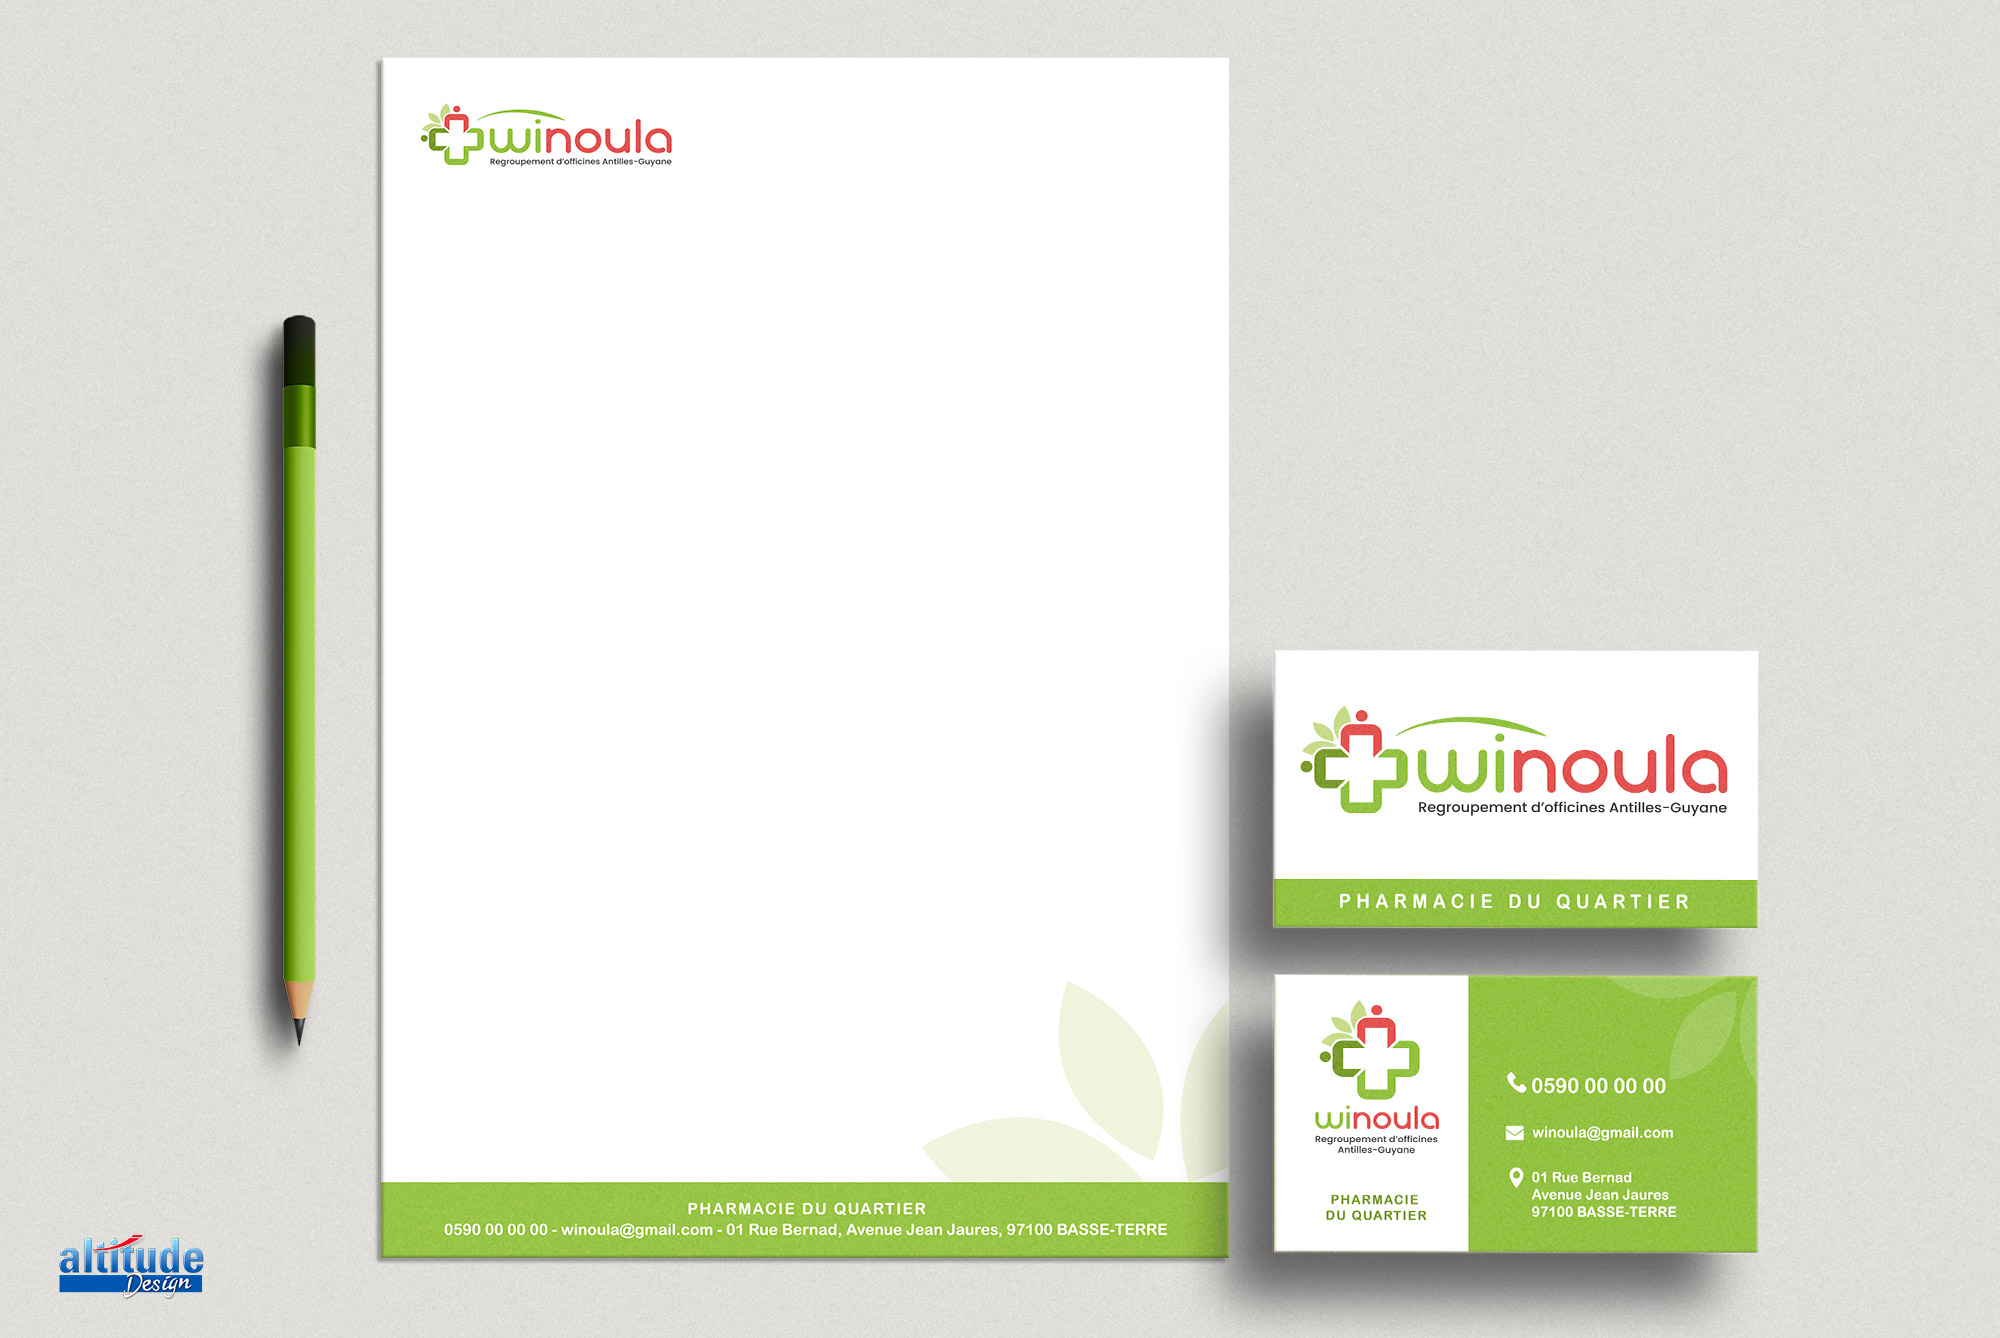 winoula
Regroupement d'officines Antilles-Guyane
PHARMACIE DU QUARTIER
0590 00 00 00 - winoula@gmail.com - 01 Rue Bernad, Avenue Jean Jaures, 97100 BASSE-TERRE
winoula
Regroupement d'officines Antilles-Guyane
PHARMACIE DU QUARTIER
winoula
Regroupement d'officines
Antilles-Guyane
PHARMACIE
DU QUARTIER
0590 00 00 00
winoula@gmail.com
01 Rue Bernad
Avenue Jean Jaures
97100 BASSE-TERRE
altitude
Design